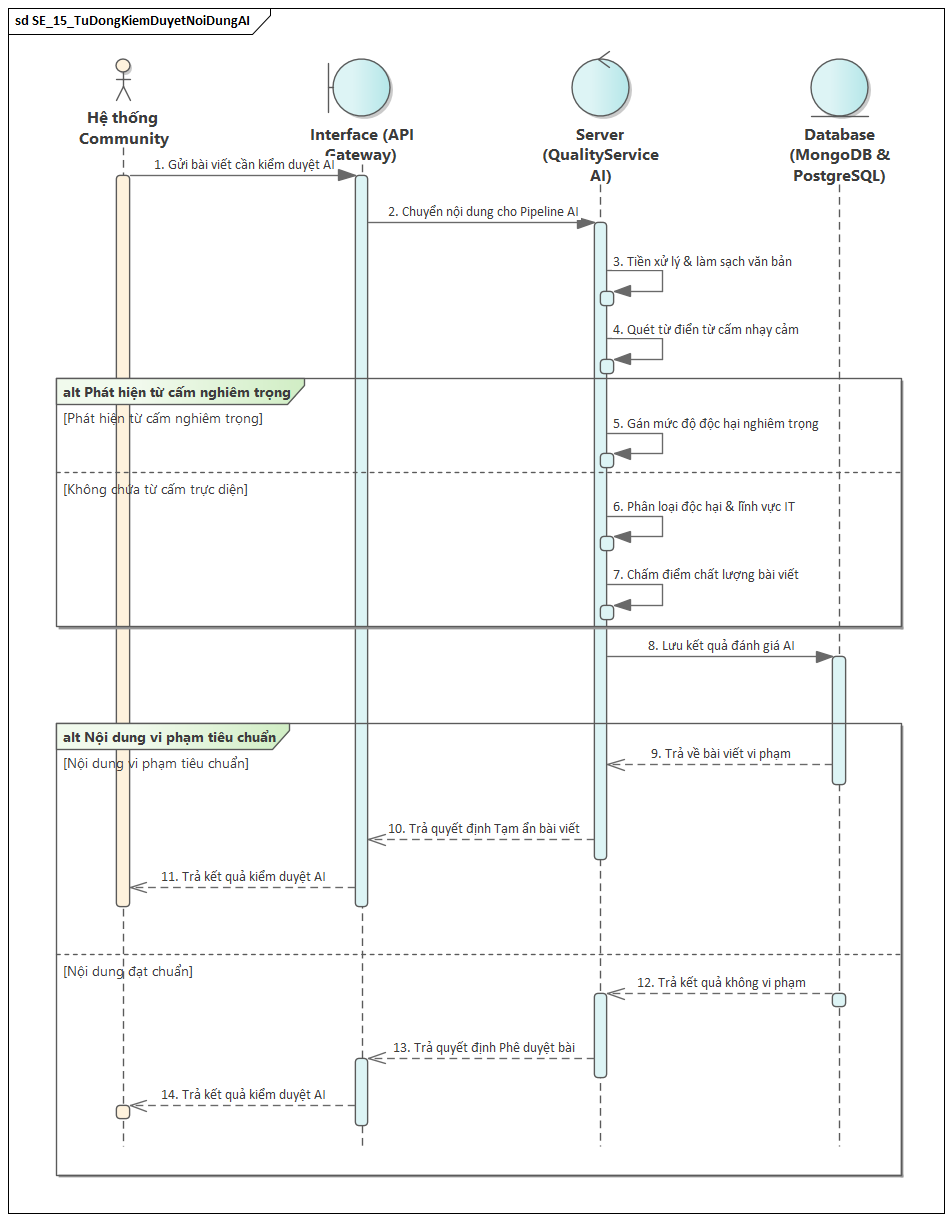 sd SE_15_TuDongKiemDuyetNoiDungAI
Hệ thống
Community
Interface (API
Gateway)
Server
(QualityService
AI)
Database
(MongoDB &
PostgreSQL)
1. Gửi bài viết cần kiểm duyệt AI
2. Chuyển nội dung cho Pipeline AI
3. Tiền xử lý & làm sạch văn bản
4. Quét từ điển từ cấm nhạy cảm
alt Phát hiện từ cấm nghiêm trọng
[Phát hiện từ cấm nghiêm trọng]
5. Gán mức độ độc hại nghiêm trọng
[Không chứa từ cấm trực diện]
6. Phân loại độc hại & lĩnh vực IT
7. Chấm điểm chất lượng bài viết
8. Lưu kết quả đánh giá AI
alt Nội dung vi phạm tiêu chuẩn
[Nội dung vi phạm tiêu chuẩn]
9. Trả về bài viết vi phạm
10. Trả quyết định Tạm ẩn bài viết
11. Trả kết quả kiểm duyệt AI
[Nội dung đạt chuẩn]
12. Trả kết quả không vi phạm
13. Trả quyết định Phê duyệt bài
14. Trả kết quả kiểm duyệt AI